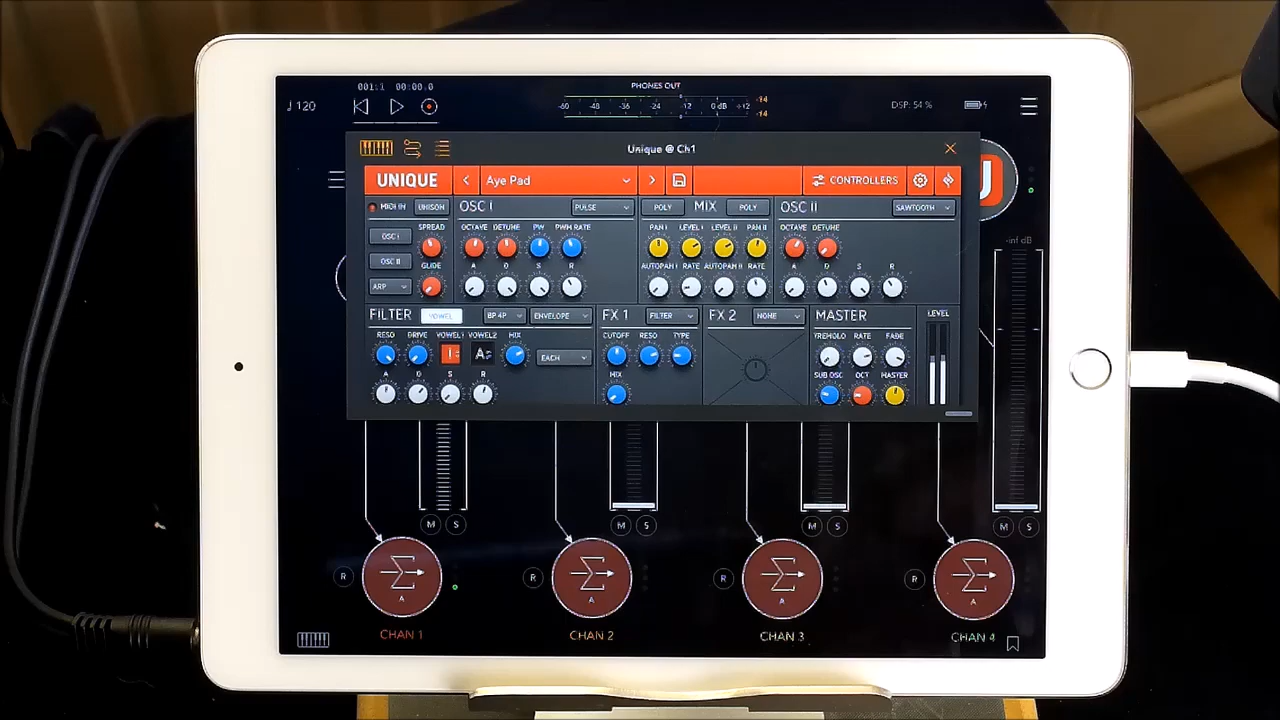 001:1 00:00.0
120
PHONES OUT
-60 -48 -36 -24 -12 0 dB +12
-14
-14
DSP: 54 %
Unique @ Ch1
UNIQUE
Aye Pad
CONTROLLERS
MIDI IN
UNISON
OSC I
PULSE
POLY
MIX
POLY
OSC II
SAWTOOTH
OSC I
SPREAD
OCTAVE DETUNE PW PWM RATE
PAN I LEVEL I LEVEL II PAN II
OCTAVE DETUNE
-inf dB
OSC II
GLIDE
A D S R
AUTOPAN I RATE AUTOPAN II RATE
A D S R
ARP
FILTER
VOWEL
BP 4P
ENVELOPE
FX 1
FILTER
FX 2
NONE
MASTER
LEVEL
RESO DRIVE VOWEL1 VOWEL2 MIX
CUTOFF RESO TYPE
TREMOLO RATE FADE
I:
A:
EACH
A D S R
MIX
SUB OSC OCT MASTER
M S
M S
M S
M S
R
A
R
A
R
A
R
A
CHAN 1
CHAN 2
CHAN 3
CHAN 4